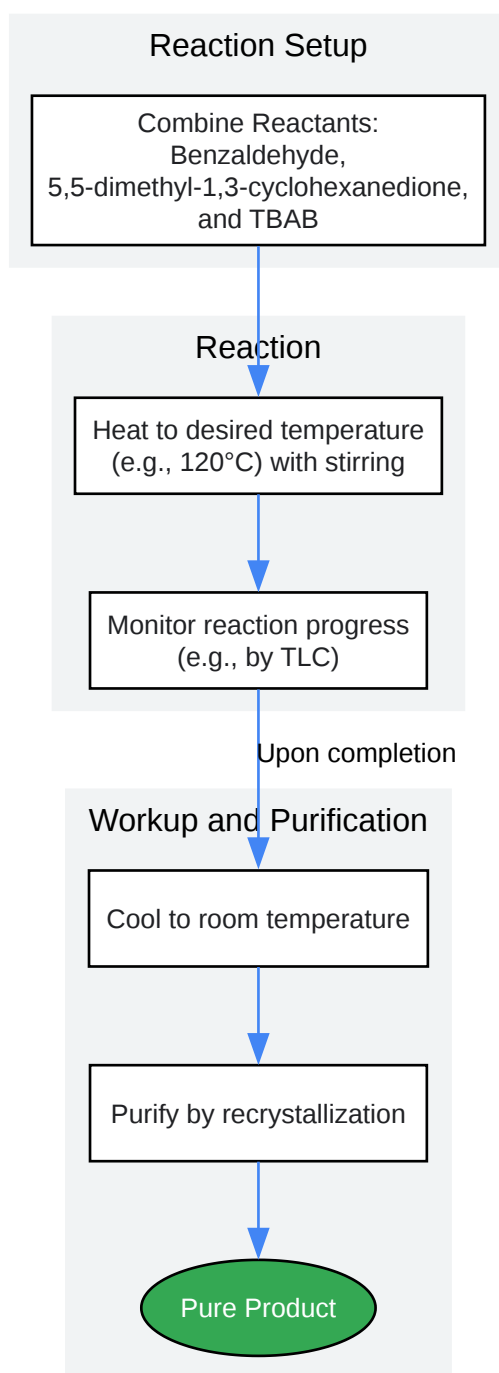 Reaction Setup
Combine Reactants:
Benzaldehyde,
5,5-dimethyl-1,3-cyclohexanedione,
and TBAB
Reaction
Heat to desired temperature
(e.g., 120°C) with stirring
Monitor reaction progress
(e.g., by TLC)
Upon completion
Workup and Purification
Cool to room temperature
Purify by recrystallization
Pure Product